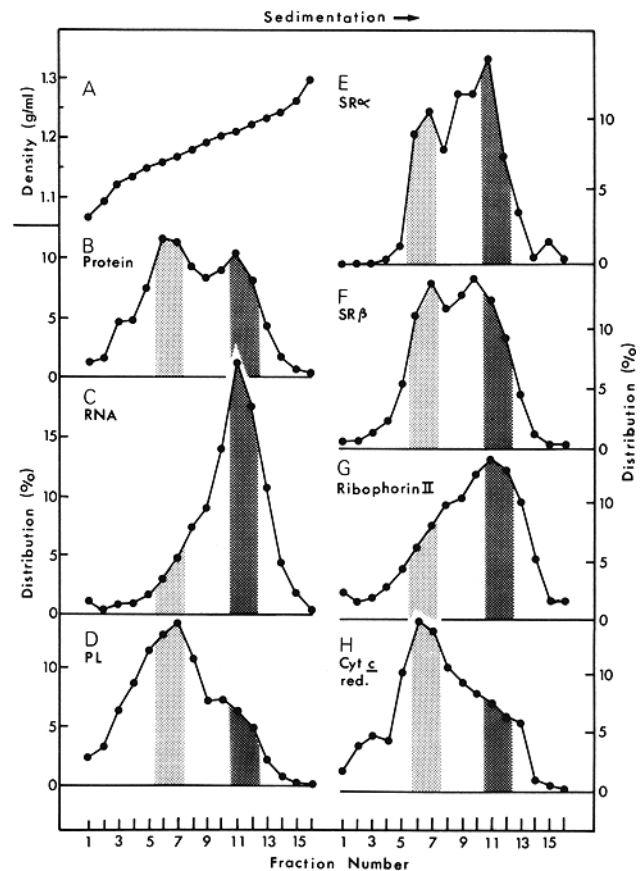 Sedimentation →
A
Density (g/ml)
1.3
1.2
1.1
B
Protein
10
5
0
C
RNA
15
10
5
0
Distribution (%)
D
PL
10
5
0
1 3 5 7 9 11 13 15
E
SRα
10
5
0
F
SRβ
10
5
0
Distribution (%)
G
Ribophorin II
10
5
0
H
Cyt c
red.
10
5
0
1 3 5 7 9 11 13 15
Fraction Number